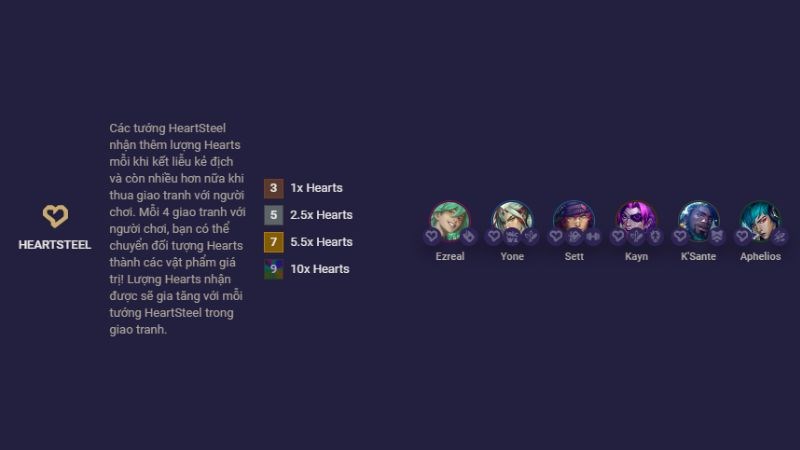 HEARTSTEEL
Các tướng HeartSteel
nhận thêm lượng Hearts
mỗi khi kết liễu kẻ địch
và còn nhiều hơn nữa khi
thua giao tranh với người
chơi. Mỗi 4 giao tranh với
người chơi, bạn có thể
chuyển đối tượng Hearts
thành các vật phẩm giá
trị! Lượng Hearts nhận
được sẽ gia tăng với mỗi
tướng HeartSteel trong
giao tranh.
3 1x Hearts
5 2.5x Hearts
7 5.5x Hearts
9 10x Hearts
Ezreal Yone Sett Kayn K'Sante Aphelios